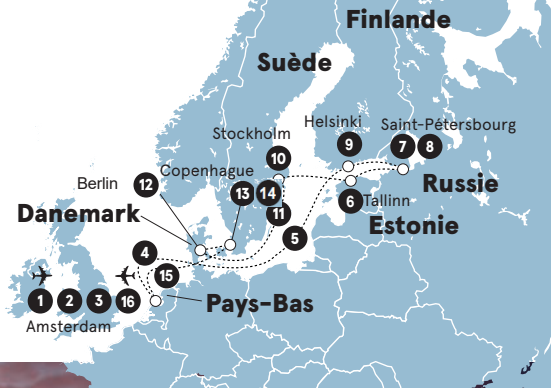 Finlande
Suède
Helsinki
Saint-Pétersbourg
Stockholm
9
7 8
10
Copenhague
Berlin 12
13 14
Russie
6 Tallinn
Danemark
11
Estonie
5
4
15
1 2 3 16
Pays-Bas
Amsterdam